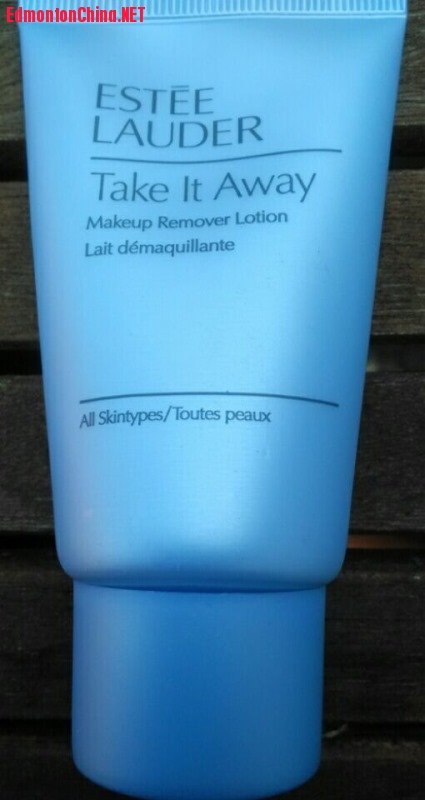 EdmontonChina.NET
ESTĒE
LAUDER
Take It Away
Makeup Remover Lotion
Lait démaquillante
All Skintypes/Toutes peaux